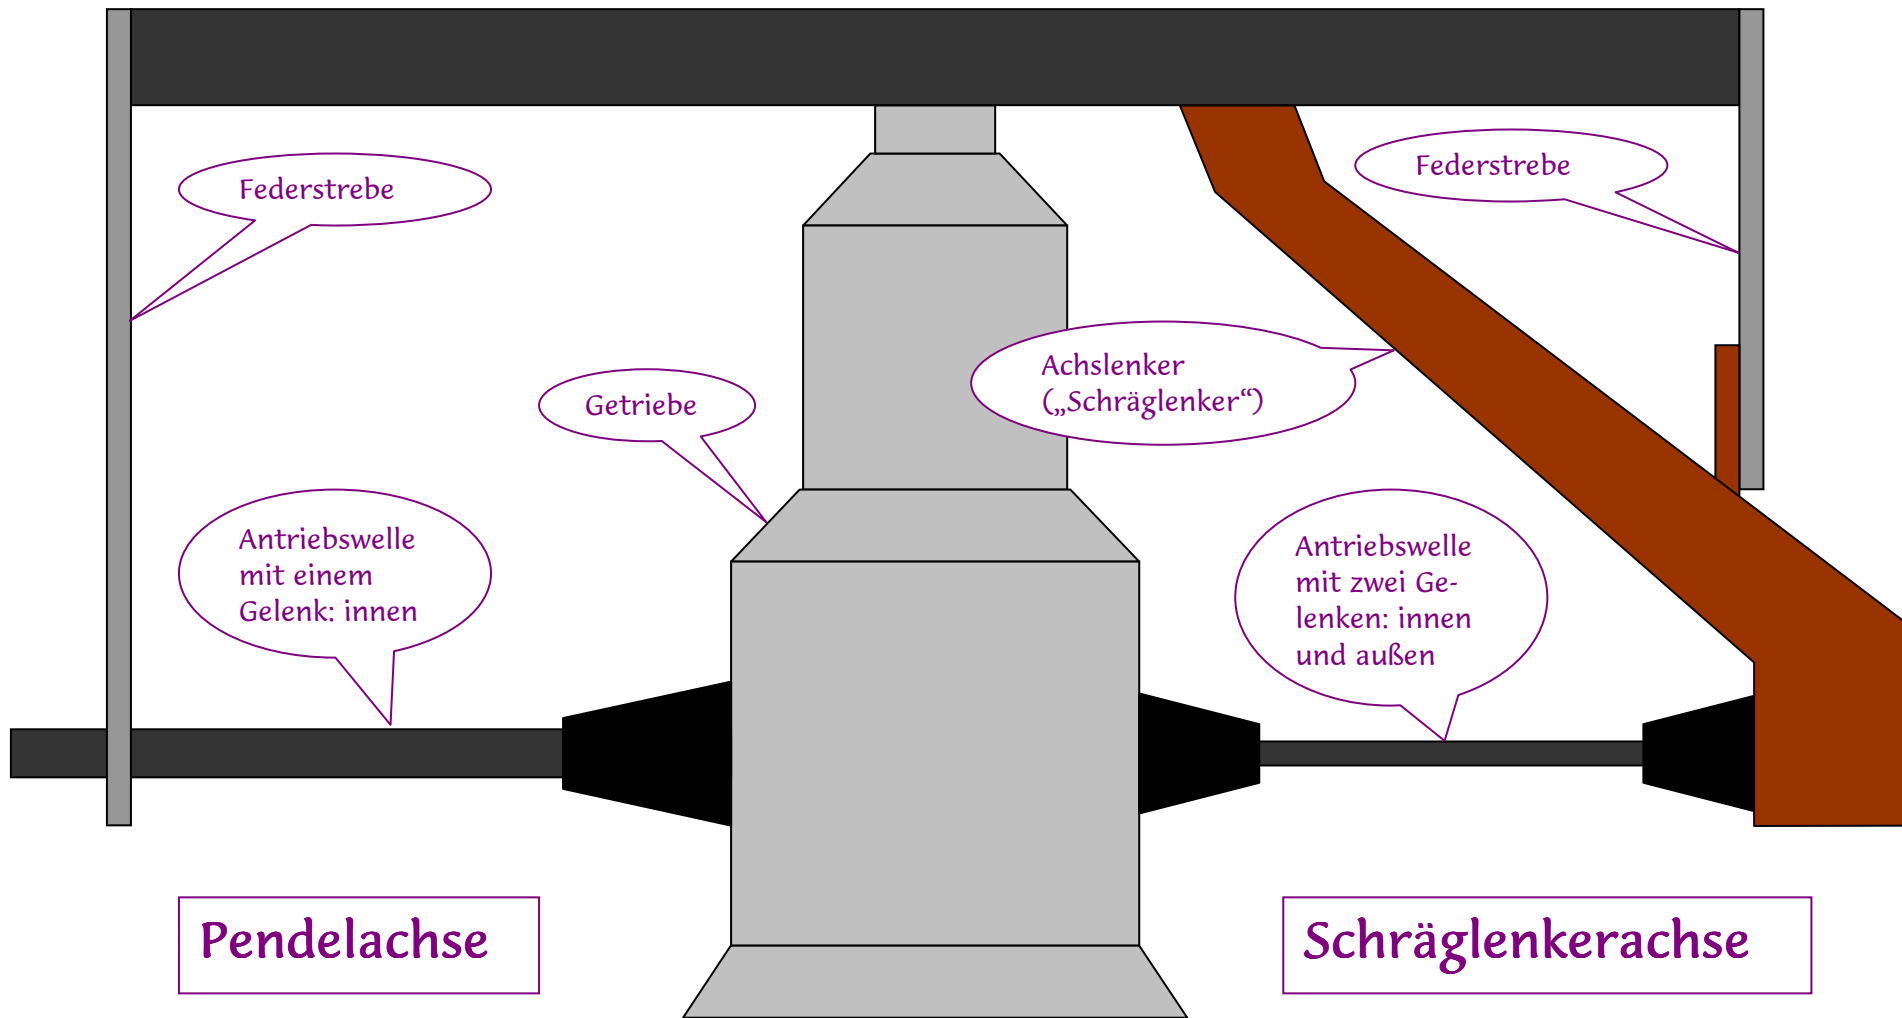 Federstrebe
Federstrebe
Achslenker
(„Schräglenker“)
Getriebe
Antriebswelle
mit einem
Gelenk: innen
Antriebswelle
mit zwei Ge-
lenken: innen
und außen
Pendelachse
Schräglenkerachse